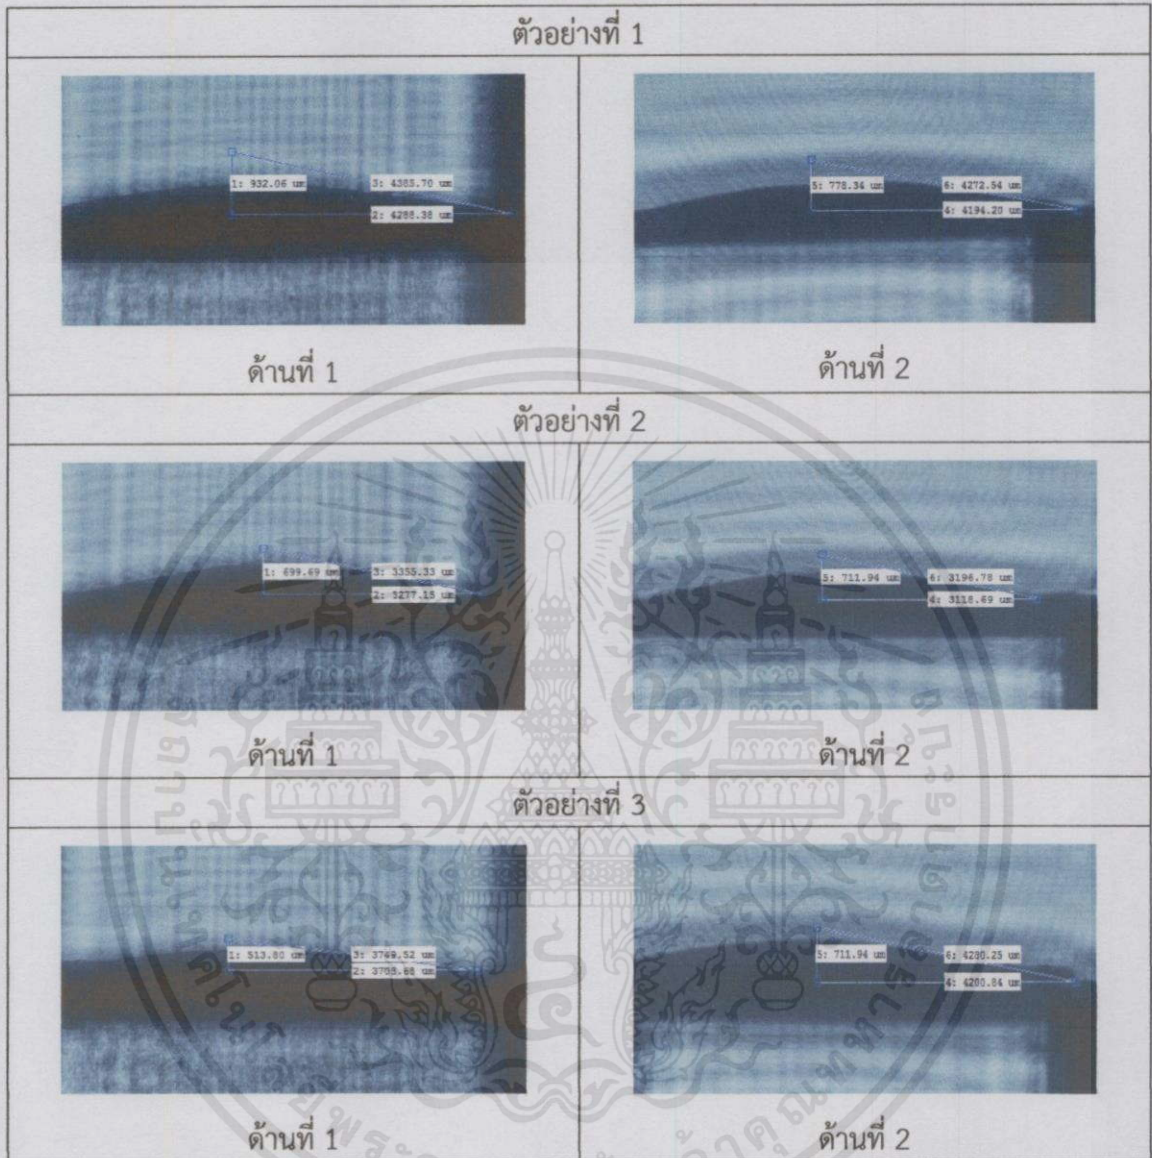 ตัวอย่างที่ 1
1: 932.06 um
3: 4385.70 um
2: 4288.38 um
5: 778.34 um
6: 4272.54 um
4: 4194.20 um
ด้านที่ 1
ด้านที่ 2
ตัวอย่างที่ 2
1: 699.69 um
3: 3355.33 um
2: 3277.15 um
5: 711.94 um
6: 3196.78 um
4: 3118.69 um
ด้านที่ 1
ด้านที่ 2
ตัวอย่างที่ 3
1: 513.80 um
3: 3749.52 um
2: 3703.68 um
5: 711.94 um
6: 4280.25 um
4: 4200.84 um
ด้านที่ 1
ด้านที่ 2